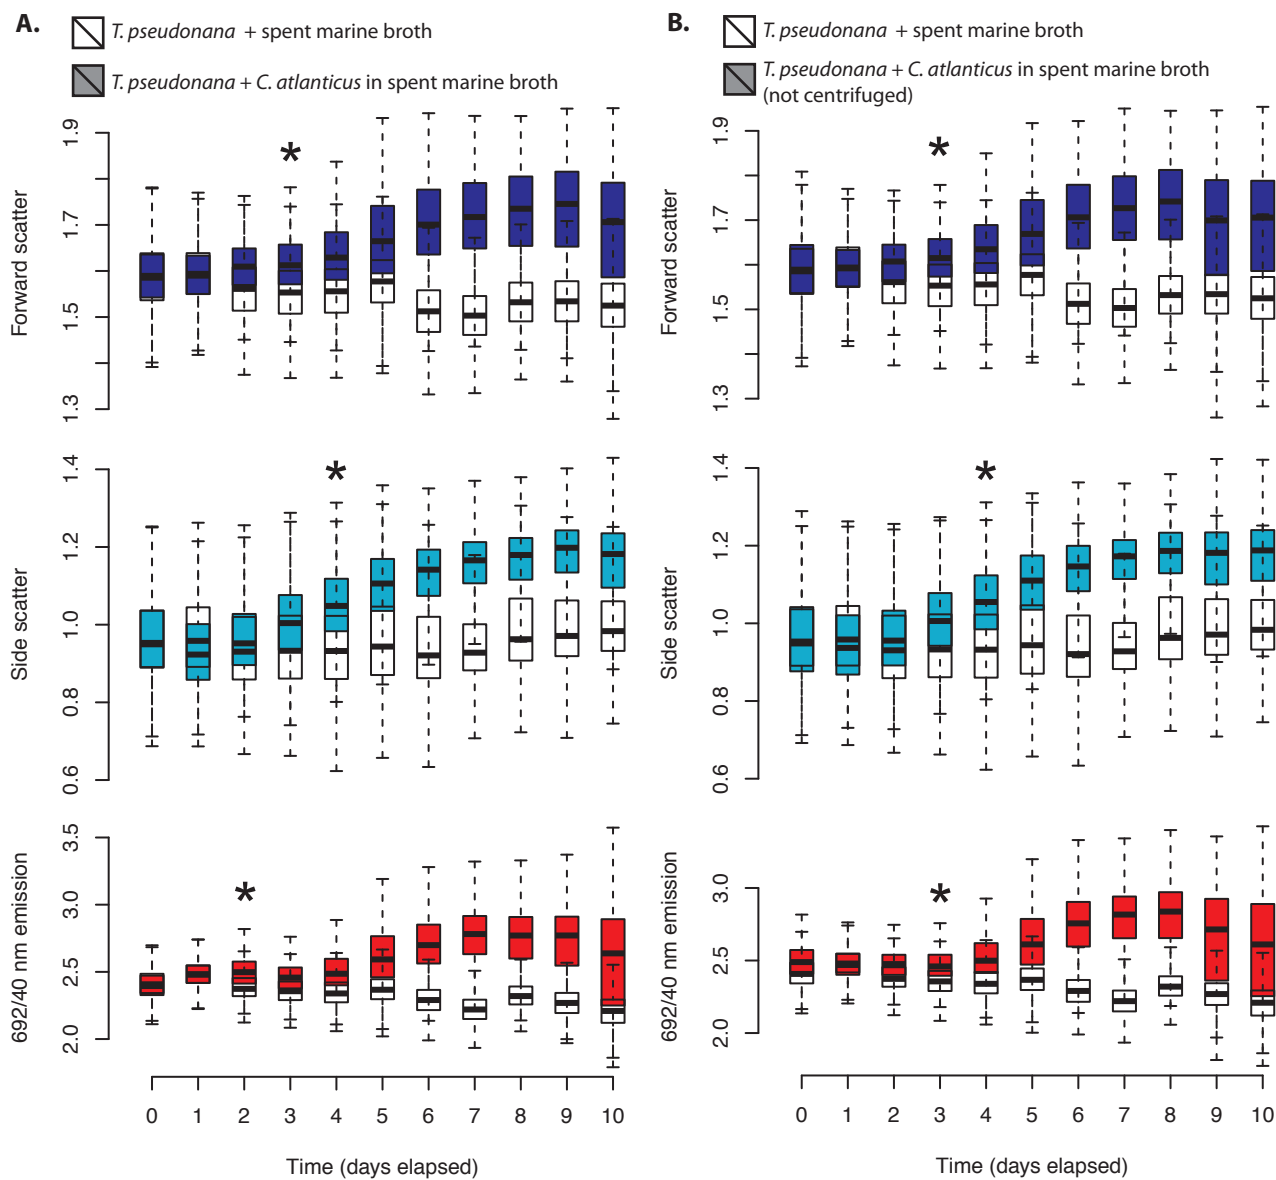 A.
T. pseudonana + spent marine broth
T. pseudonana + C. atlanticus in spent marine broth
B.
T. pseudonana + spent marine broth
T. pseudonana + C. atlanticus in spent marine broth
(not centrifuged)
Forward scatter
1.9
1.7
1.5
1.3
*
Side scatter
1.4
1.2
1.0
0.8
0.6
*
692/40 nm emission
3.5
3.0
2.5
2.0
*
0 1 2 3 4 5 6 7 8 9 10
Time (days elapsed)
Forward scatter
1.9
1.7
1.5
1.3
*
Side scatter
1.4
1.2
1.0
0.8
0.6
*
692/40 nm emission
3.0
2.5
2.0
*
0 1 2 3 4 5 6 7 8 9 10
Time (days elapsed)